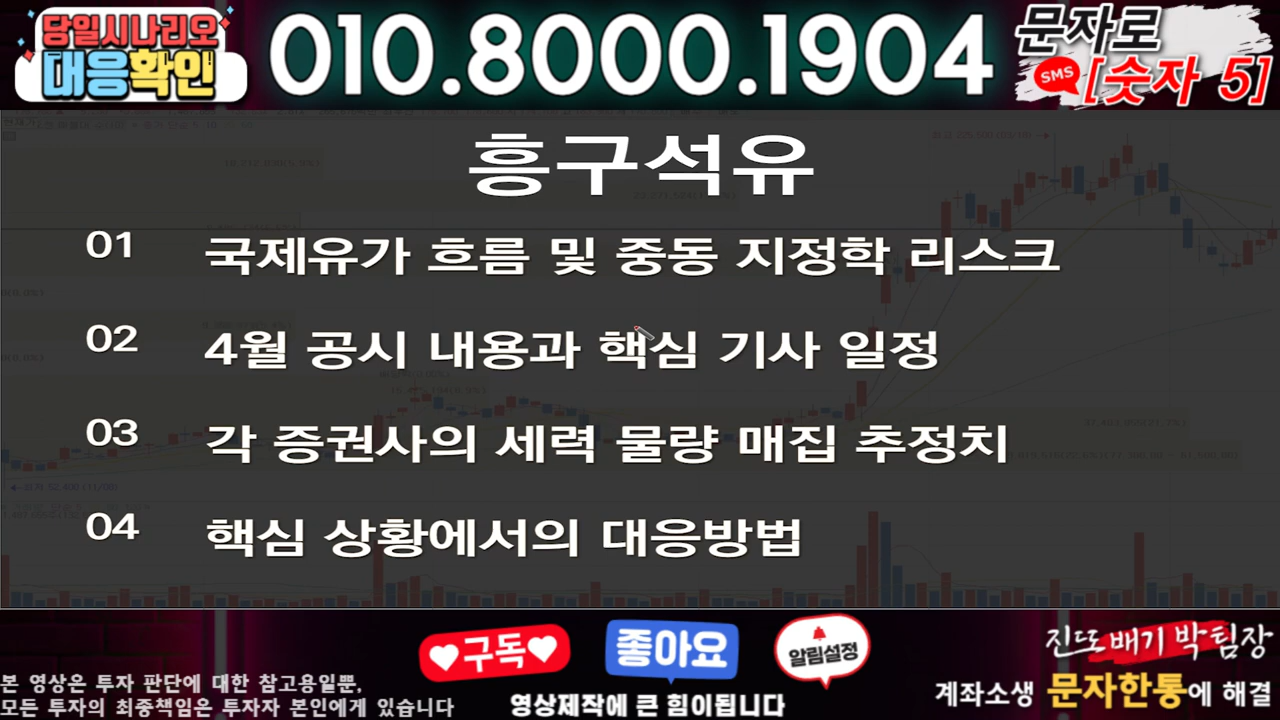 당일시나리오
대응확인
010.8000.1904
문자로
SMS [숫자 5]
흥구석유
01 국제유가 흐름 및 중동 지정학 리스크
02 4월 공시 내용과 핵심 기사 일정
03 각 증권사의 세력 물량 매집 추정치
04 핵심 상황에서의 대응방법
구독
좋아요
알림설정
영상제작에 큰 힘이됩니다
본 영상은 투자 판단에 대한 참고용일뿐,
모든 투자의 최종책임은 투자자 본인에게 있습니다
진또배기 박팀장
계좌소생 문자한통에 해결